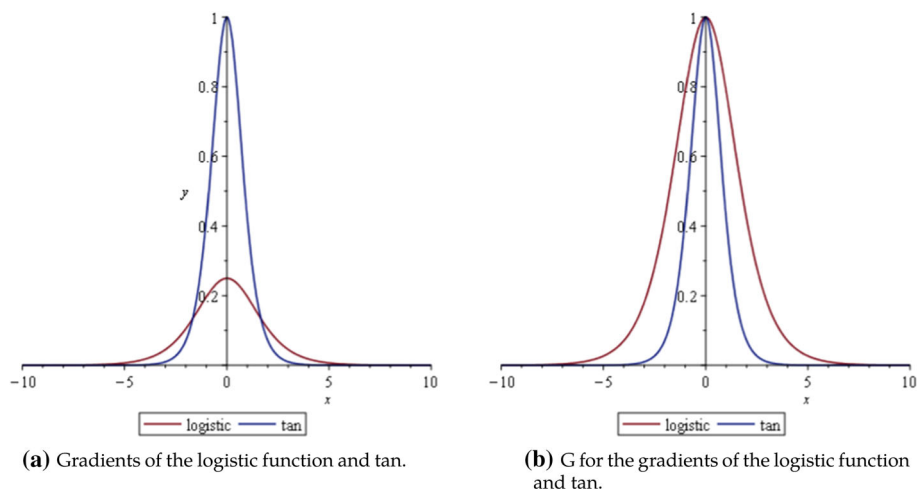 1
0.8
0.6
y
0.4
0.2
-10
-5
0
5
10
x
logistic
tan
(a) Gradients of the logistic function and tan.
1
0.8
0.6
0.4
0.2
-10
-5
0
5
10
x
logistic
tan
(b) G for the gradients of the logistic function
and tan.